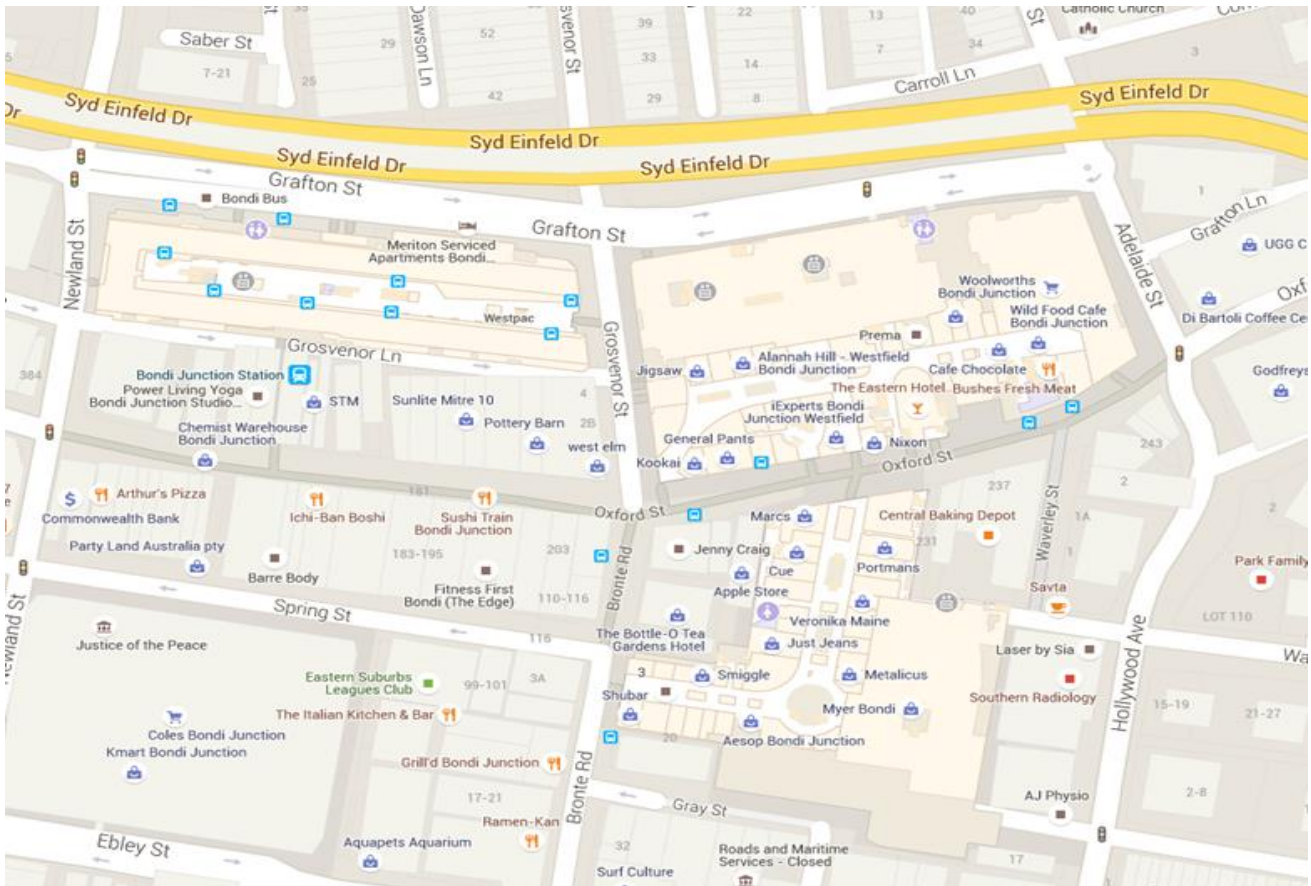 Saber St
7-21
25
29
Dawson Ln
52
42
svenor St
39
33
29
22
14
8
13
7
40
34
St
Catholic Church
Carroll Ln
3
Syd Einfeld Dr
Syd Einfeld Dr
Syd Einfeld Dr
Syd Einfeld Dr
Syd Einfeld Dr
Dr
Grafton St
Bondi Bus
Grafton St
Meriton Serviced
Apartments Bondi...
Newland St
Westpac
Grosvenor Ln
Grosvenor St
Adelaide St
1
Grafton Ln
UGG C
Di Bartoli Coffee Ce
Woolworths
Bondi Junction
Wild Food Cafe
Bondi Junction
Prema
Jigsaw
Alannah Hill - Westfield
Bondi Junction
Cafe Chocolate
The Eastern Hotel
Bushes Fresh Meat
iExperts Bondi
Junction Westfield
Godfreys
384
Bondi Junction Station
Power Living Yoga
Bondi Junction Studio...
STM
Sunlite Mitre 10
4
2B
Pottery Barn
Chemist Warehouse
Bondi Junction
west elm
General Pants
Kookai
Nixon
Oxford St
243
2
Arthur's Pizza
Commonwealth Bank
Ichi-Ban Boshi
181
Sushi Train
Bondi Junction
Oxford St
Marcs
237
Central Baking Depot
231
Waverley St
1A
1
2
Party Land Australia pty
Barre Body
183-195
203
Fitness First
Bondi (The Edge)
110-116
Bronte Rd
Jenny Craig
Cue
Apple Store
Portmans
Park Family
Savta
Newland St
Spring St
116
The Bottle-O Tea
Gardens Hotel
Veronika Maine
Just Jeans
LOT 110
Wa
Justice of the Peace
Laser by Sia
Eastern Suburbs
Leagues Club
99-101
3A
3
Smiggle
Metalicus
Southern Radiology
Hollywood Ave
The Italian Kitchen & Bar
Shubar
Myer Bondi
15-19
21-27
Coles Bondi Junction
Kmart Bondi Junction
20
Aesop Bondi Junction
Grill'd Bondi Junction
Bronte Rd
17-21
Gray St
AJ Physio
2-8
Ramen-Kan
Ebley St
Aquapets Aquarium
32
Roads and Maritime
Services - Closed
17
Surf Culture